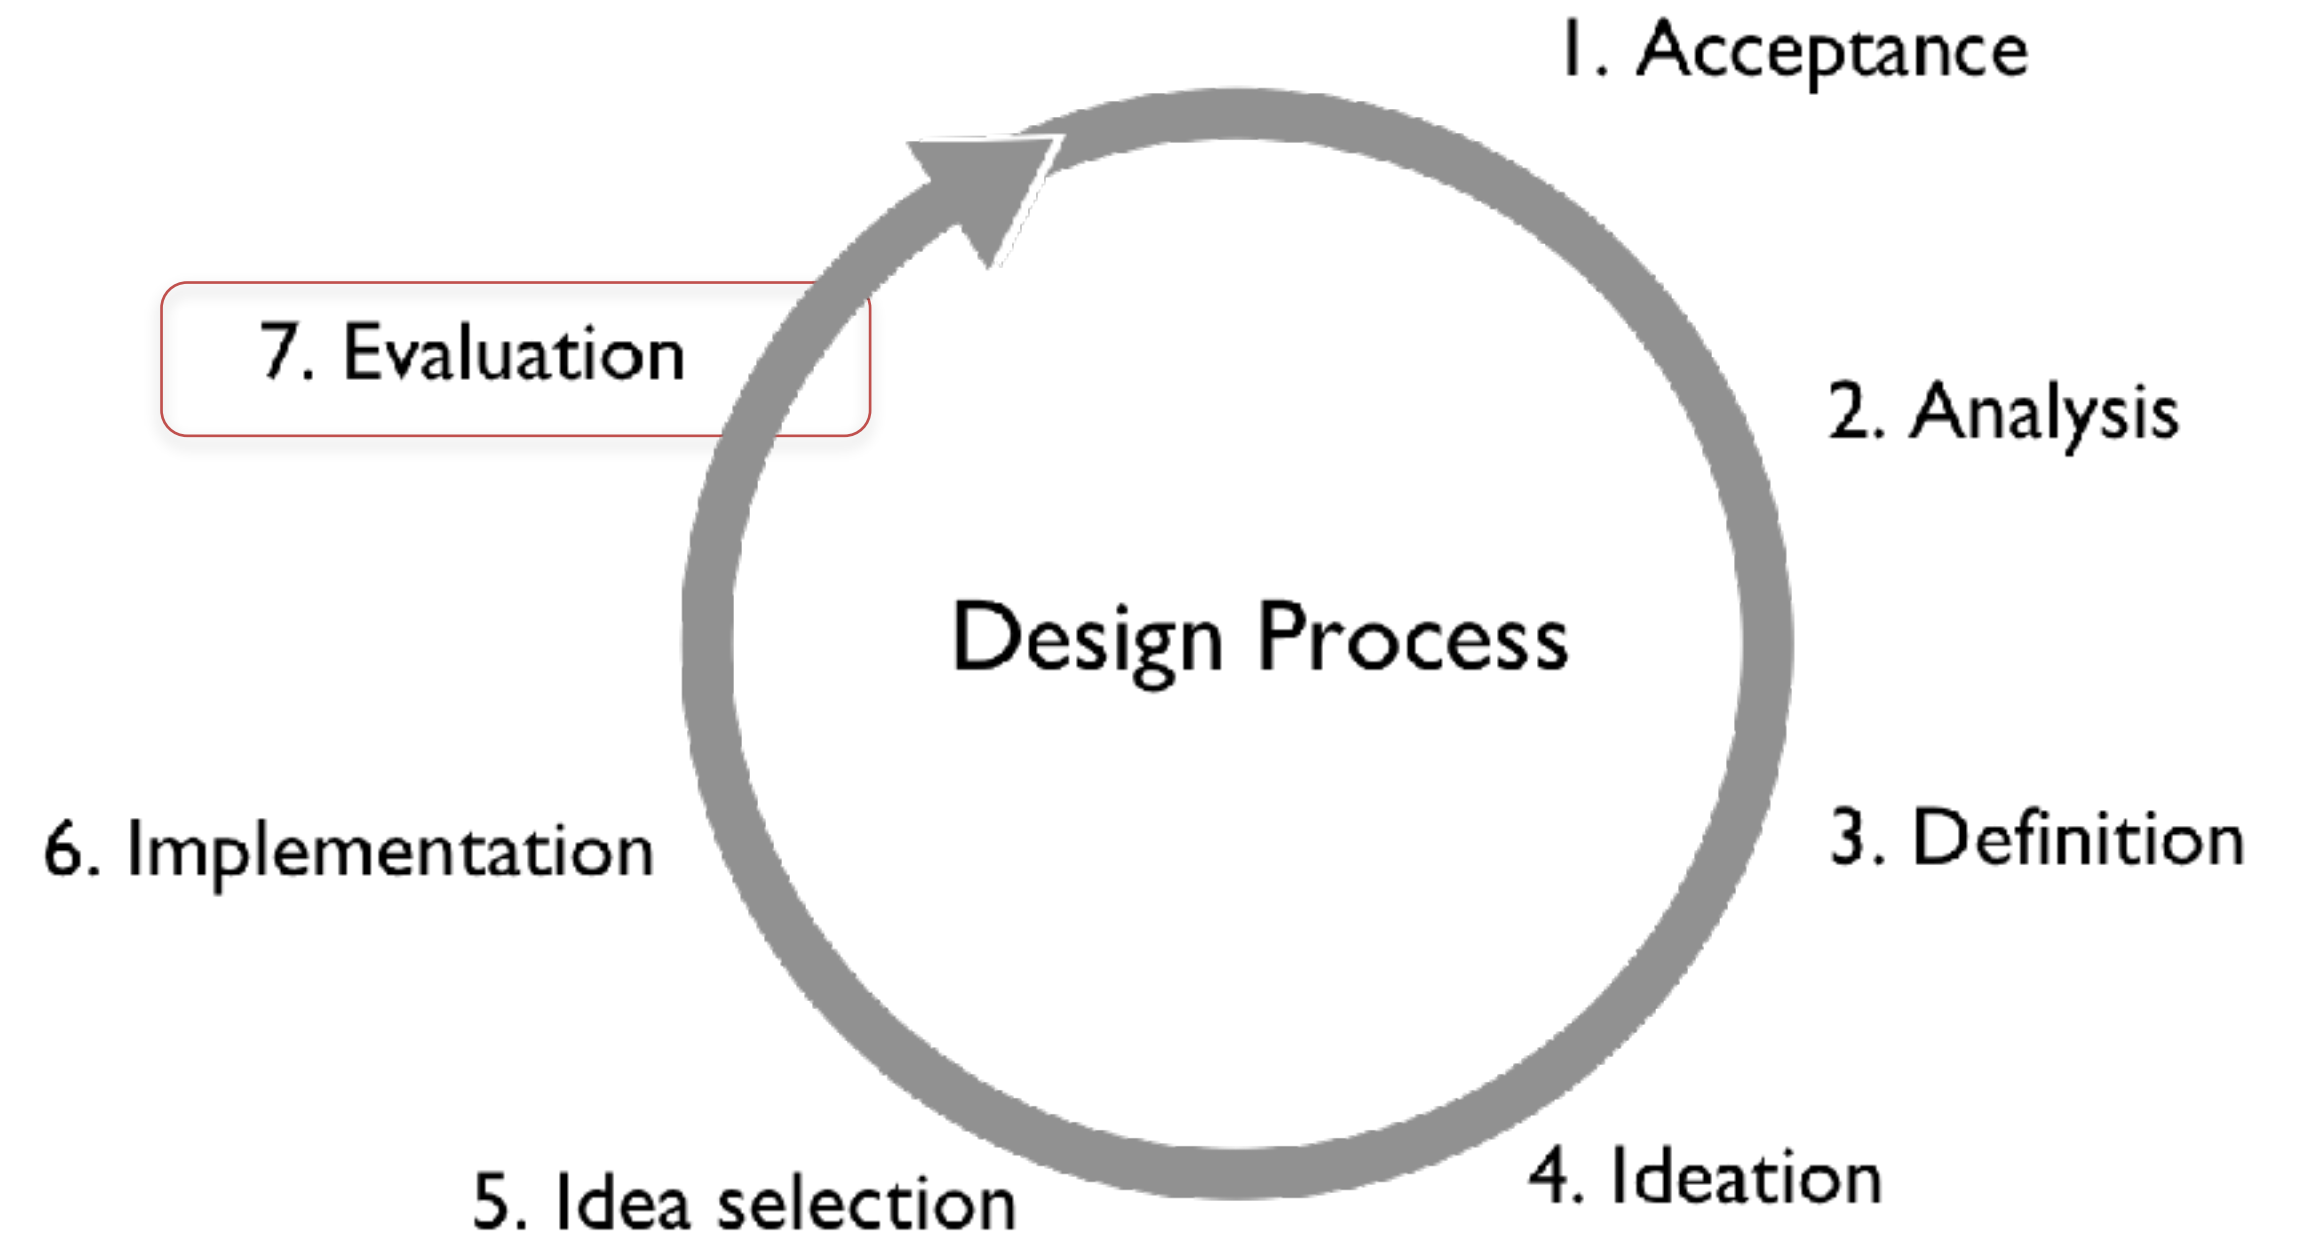 1. Acceptance
2. Analysis
3. Definition
4. Ideation
5. Idea selection
6. Implementation
7. Evaluation
Design Process